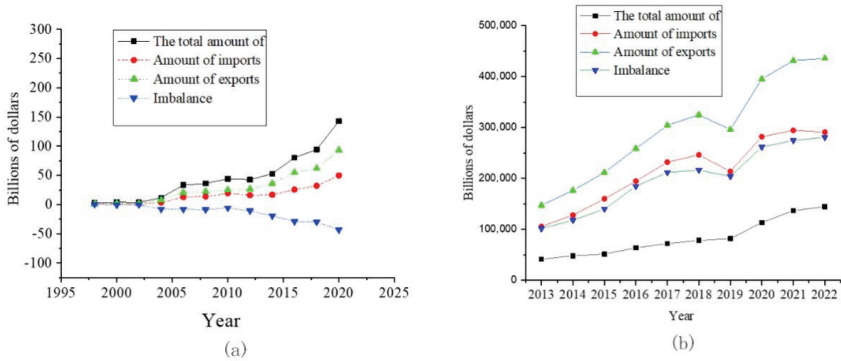 300
250
200
150
100
50
0
-50
-100
Billions of dollars
The total amount of
Amount of imports
Amount of exports
Imbalance
1995 2000 2005 2010 2015 2020 2025
Year
(a)
500,000
400,000
300,000
200,000
100,000
0
Billions of dollars
The total amount of
Amount of imports
Amount of exports
Imbalance
2013 2014 2015 2016 2017 2018 2019 2020 2021 2022
Year
(b)